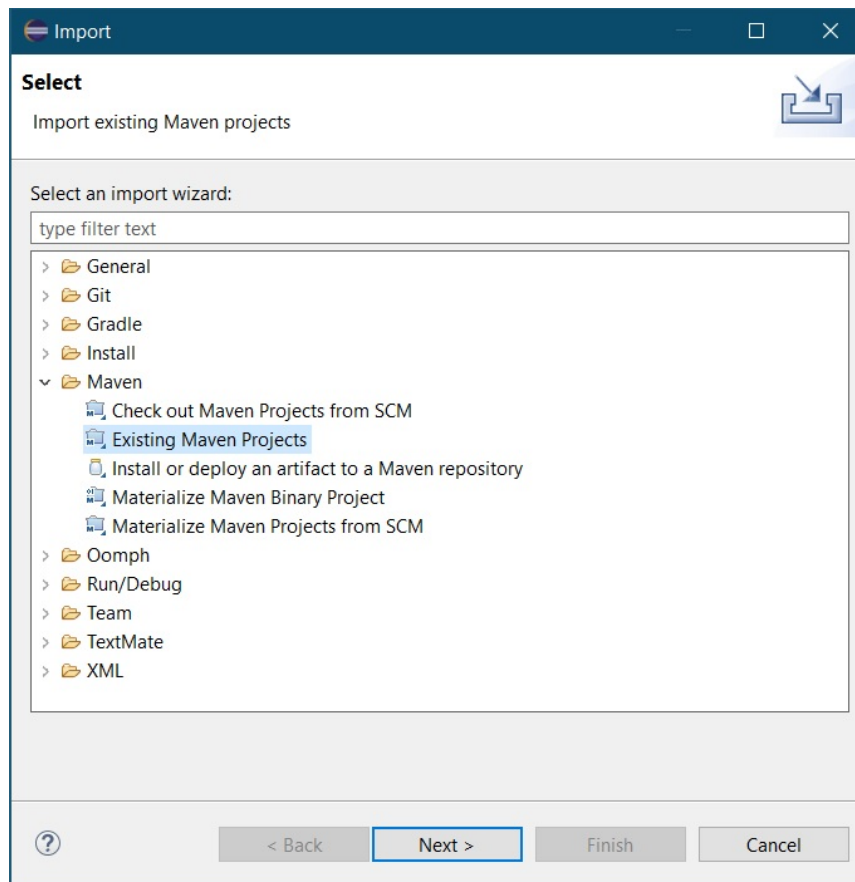 Import
Select
Import existing Maven projects
Select an import wizard:
type filter text
General
Git
Gradle
Install
Maven
Check out Maven Projects from SCM
Existing Maven Projects
Install or deploy an artifact to a Maven repository
Materialize Maven Binary Project
Materialize Maven Projects from SCM
Oomph
Run/Debug
Team
TextMate
XML
? < Back Next > Finish Cancel